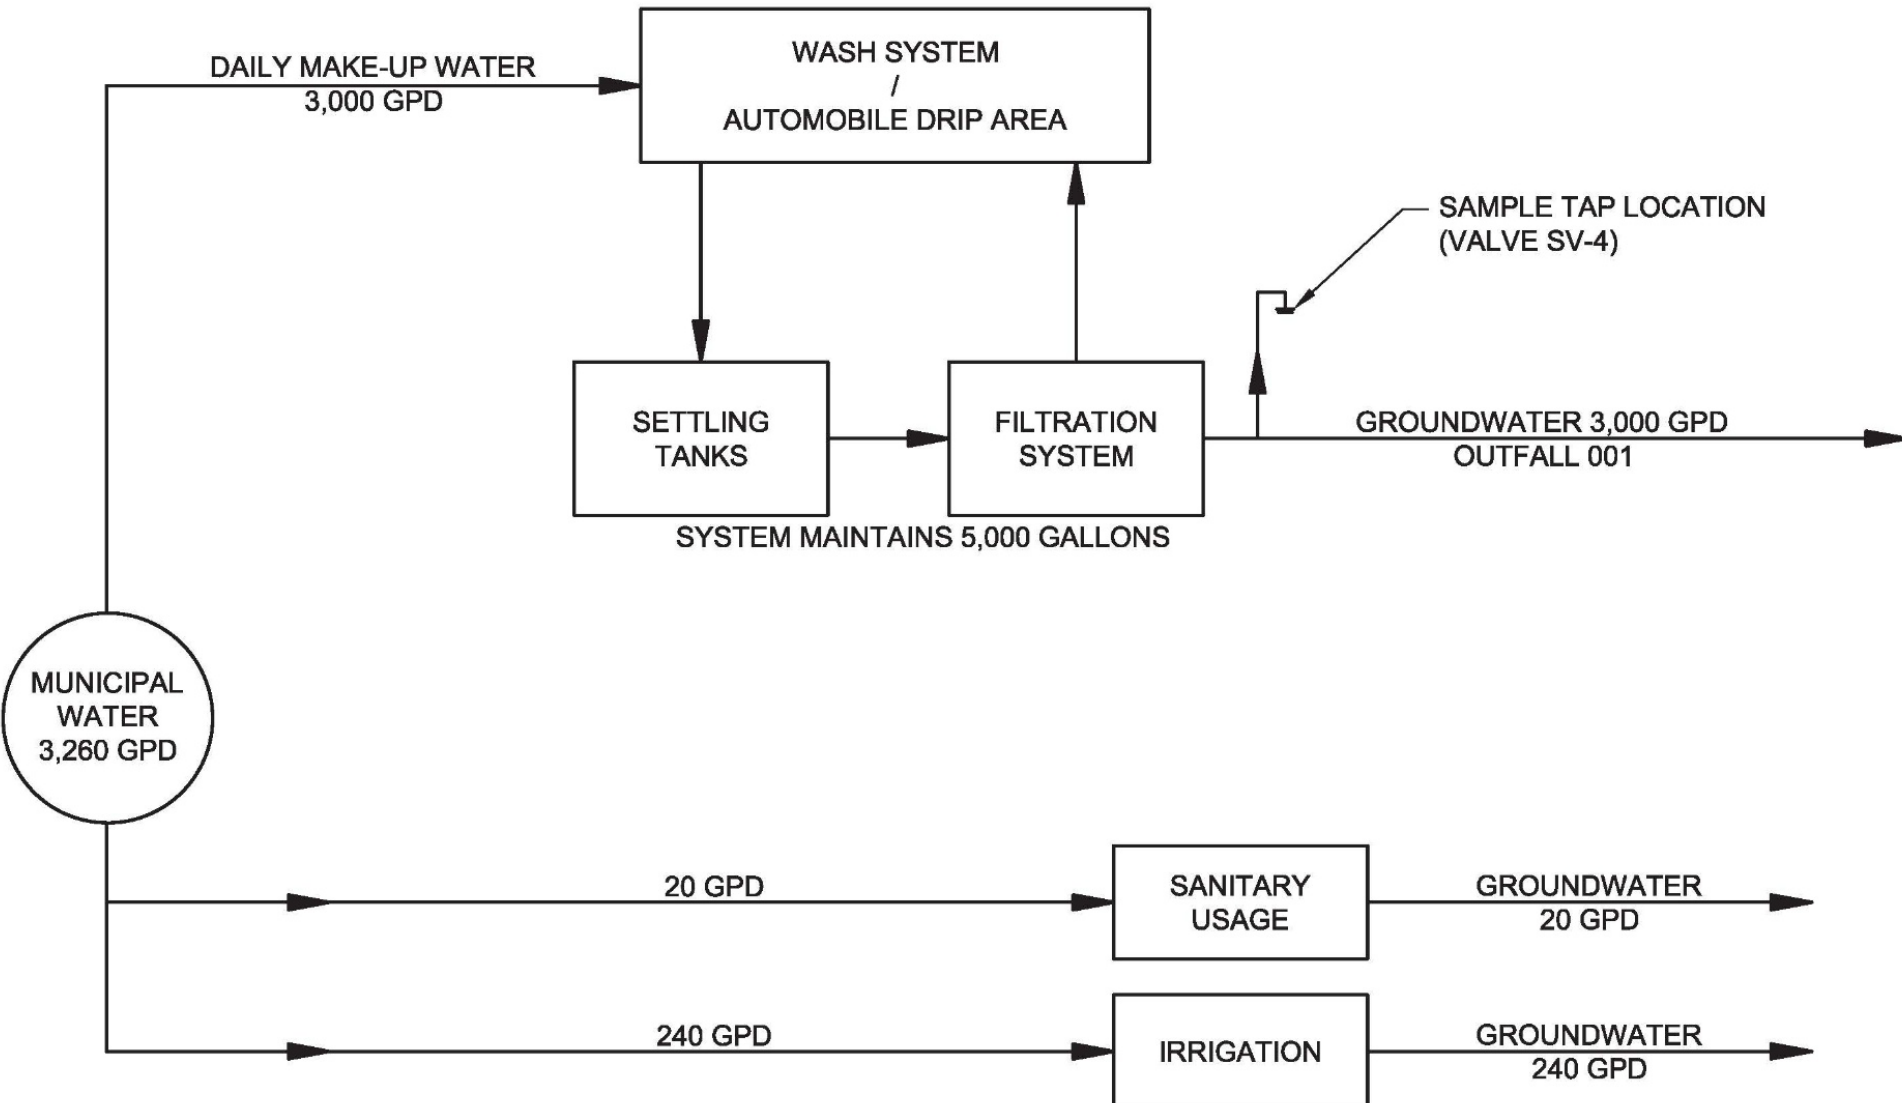 WASH SYSTEM
/
AUTOMOBILE DRIP AREA
DAILY MAKE-UP WATER
3,000 GPD
SAMPLE TAP LOCATION
(VALVE SV-4)
SETTLING
TANKS
FILTRATION
SYSTEM
GROUNDWATER 3,000 GPD
OUTFALL 001
SYSTEM MAINTAINS 5,000 GALLONS
MUNICIPAL
WATER
3,260 GPD
20 GPD
SANITARY
USAGE
GROUNDWATER
20 GPD
240 GPD
IRRIGATION
GROUNDWATER
240 GPD